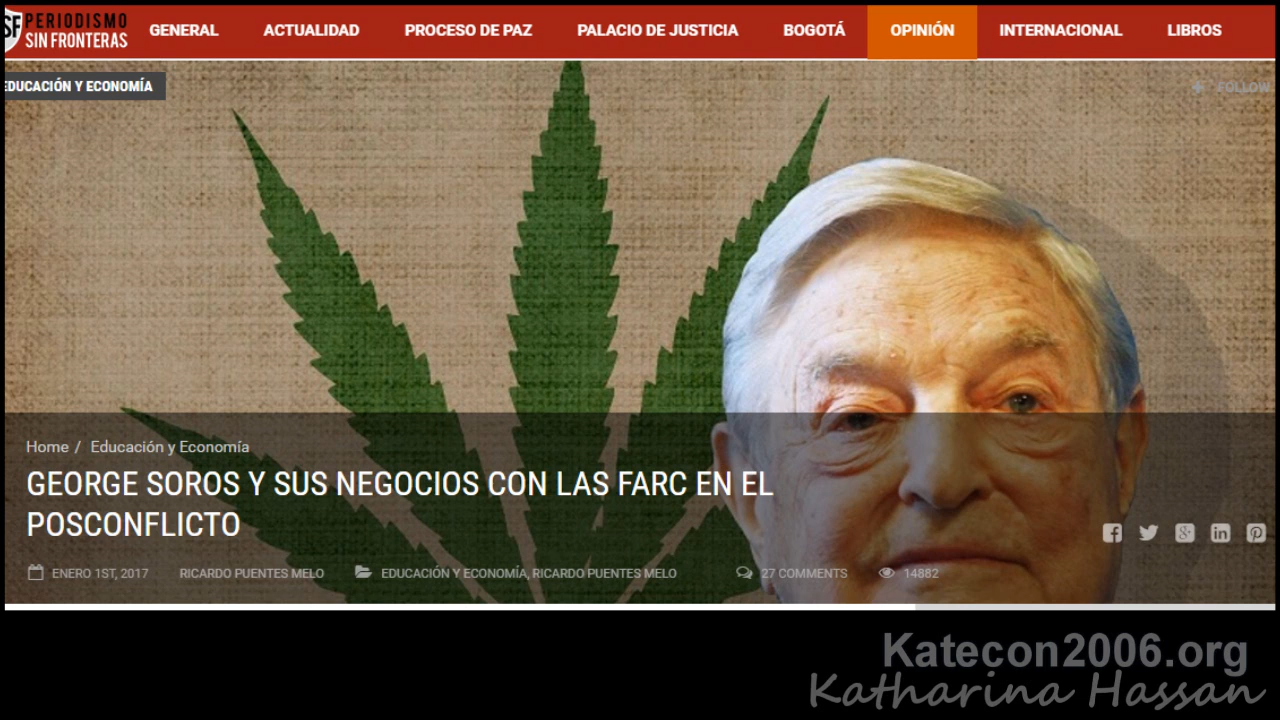 SF PERIODISMO
SIN FRONTERAS
GENERAL ACTUALIDAD PROCESO DE PAZ PALACIO DE JUSTICIA BOGOTÁ OPINIÓN INTERNACIONAL LIBROS
EDUCACIÓN Y ECONOMÍA
+ FOLLOW
Home / Educación y Economía
GEORGE SOROS Y SUS NEGOCIOS CON LAS FARC EN EL
POSCONFLICTO
ENERO 1ST, 2017 RICARDO PUENTES MELO EDUCACIÓN Y ECONOMÍA, RICARDO PUENTES MELO 27 COMMENTS 14882
Katecon2006.org
Katharina Hassan